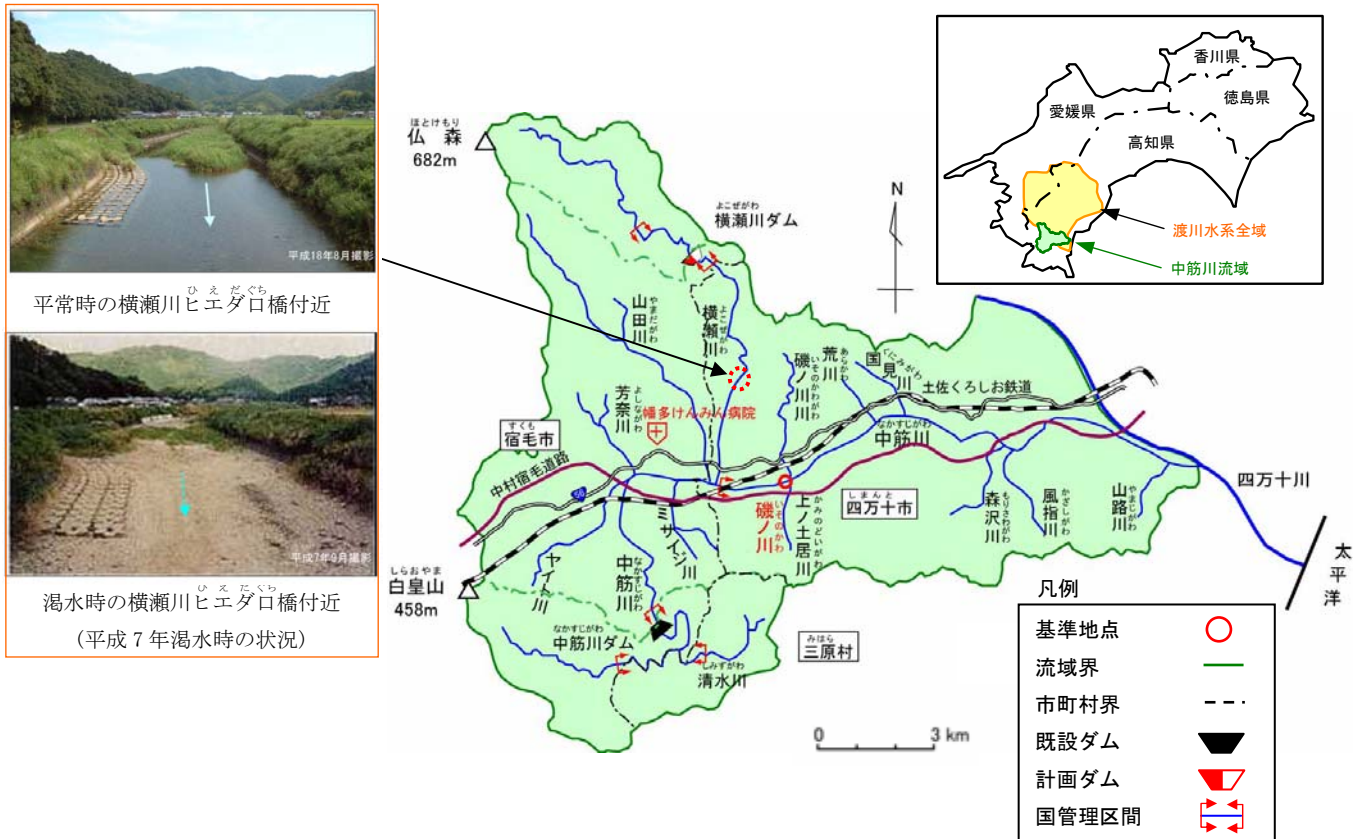 平成18年8月撮影
平常時の横瀬川ヒエダ口橋付近
ひえだぐち
平成7年9月撮影
渇水時の横瀬川ヒエダ口橋付近
ひえだぐち
(平成7年渇水時の状況)
ほとけもり
仏 森
682m
よこぜがわ
横瀬川ダム
N
山田川
やまだがわ
横瀬川
よこぜがわ
磯ノ川川
いそのかわがわ
荒川
あらかわ
国見川
くにみがわ
土佐くろしお鉄道
芳奈川
よしながわ
幡多けんみん病院
すくも
宿毛市
なかすじがわ
中筋川
中村宿毛道路
56
四万十川
しまんと
四万十市
磯ノ川
いそのかわ
上ノ土居川
かみのどいがわ
森沢川
もりさわがわ
風指川
かざしがわ
山路川
やまじがわ
太平洋
ミサイジ川
ヤイト川
中筋川
なかすじがわ
しらおやま
白皇山
458m
なかすじがわ
中筋川ダム
しみずがわ
清水川
みはら
三原村
0 3 km
香川県
愛媛県
徳島県
高知県
渡川水系全域
中筋川流域
凡例
基準地点
流域界
市町村界
既設ダム
計画ダム
国管理区間